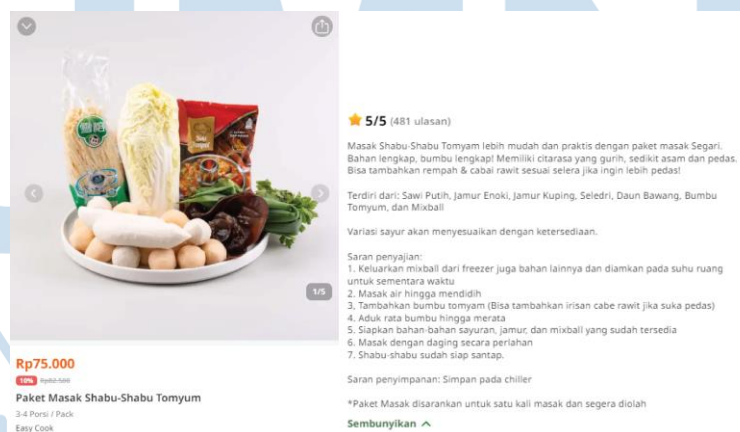 1/5
Rp75.000
10% Rp82.500
Paket Masak Shabu-Shabu Tomyum
3-4 Porsi / Pack
Easy Cook
5/5 (481 ulasan)
Masak Shabu-Shabu Tomyam lebih mudah dan praktis dengan paket masak Segari.
Bahan lengkap, bumbu lengkap! Memiliki citarasa yang gurih, sedikit asam dan pedas.
Bisa tambahkan rempah & cabai rawit sesuai selera jika ingin lebih pedas!
Terdiri dari: Sawi Putih, Jamur Enoki, Jamur Kuping, Seledri, Daun Bawang, Bumbu
Tomyum, dan Mixball
Variasi sayur akan menyesuaikan dengan ketersediaan.
Saran penyajian:
1. Keluarkan mixball dari freezer juga bahan lainnya dan diamkan pada suhu ruang
untuk sementara waktu
2. Masak air hingga mendidih
3. Tambahkan bumbu tomyam (Bisa tambahkan irisan cabe rawit jika suka pedas)
4. Aduk rata bumbu hingga merata
5. Siapkan bahan-bahan sayuran, jamur, dan mixball yang sudah tersedia
6. Masak dengan daging secara perlahan
7. Shabu-shabu sudah siap santap.
Saran penyimpanan: Simpan pada chiller
*Paket Masak disarankan untuk satu kali masak dan segera diolah
Sembunyikan